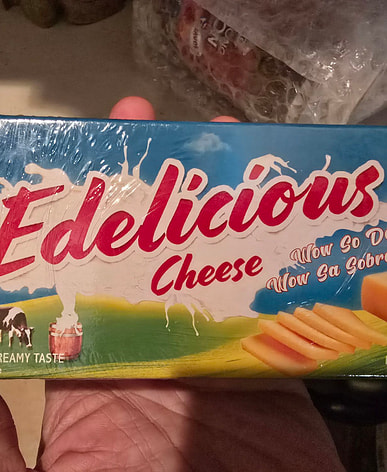 Edelicious
Cheese
Wow So
Wow Sa
REAMY TASTE